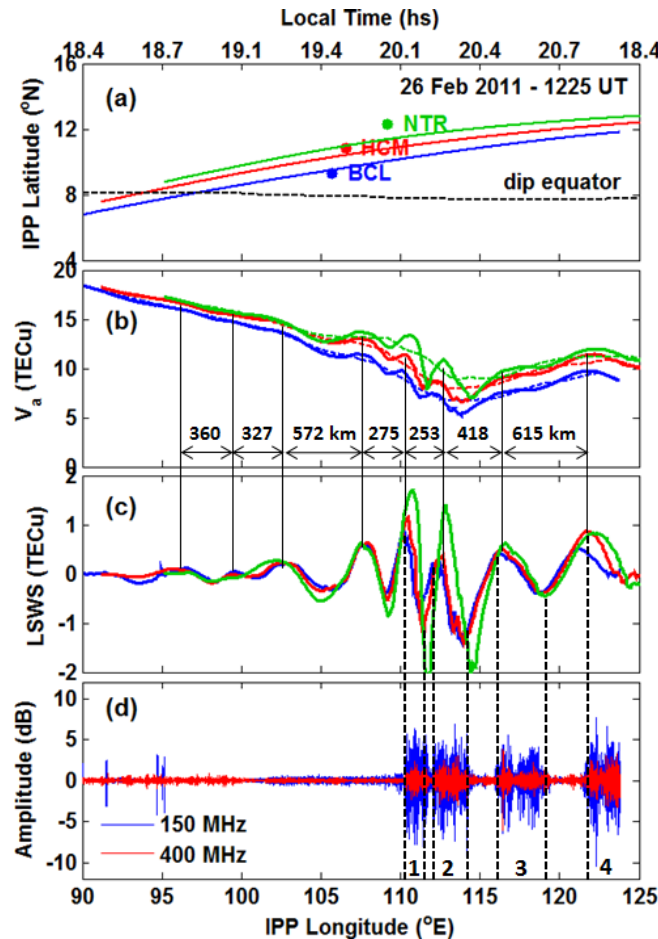 Local Time (hs)
18.4 18.7 19.1 19.4 20.1 20.4 20.7 18.4
16
12
8
4
IPP Latitude (°N)
(a)
26 Feb 2011 - 1225 UT
NTR
HCM
BCL
dip equator
20
15
10
5
0
Va (TECu)
(b)
360 327 572 km 275 253 418 615 km
2
1
0
-1
-2
LSWS (TECu)
(c)
10
5
0
-5
-10
Amplitude (dB)
(d)
150 MHz
400 MHz
1 2 3 4
90 95 100 105 110 115 120 125
IPP Longitude (°E)